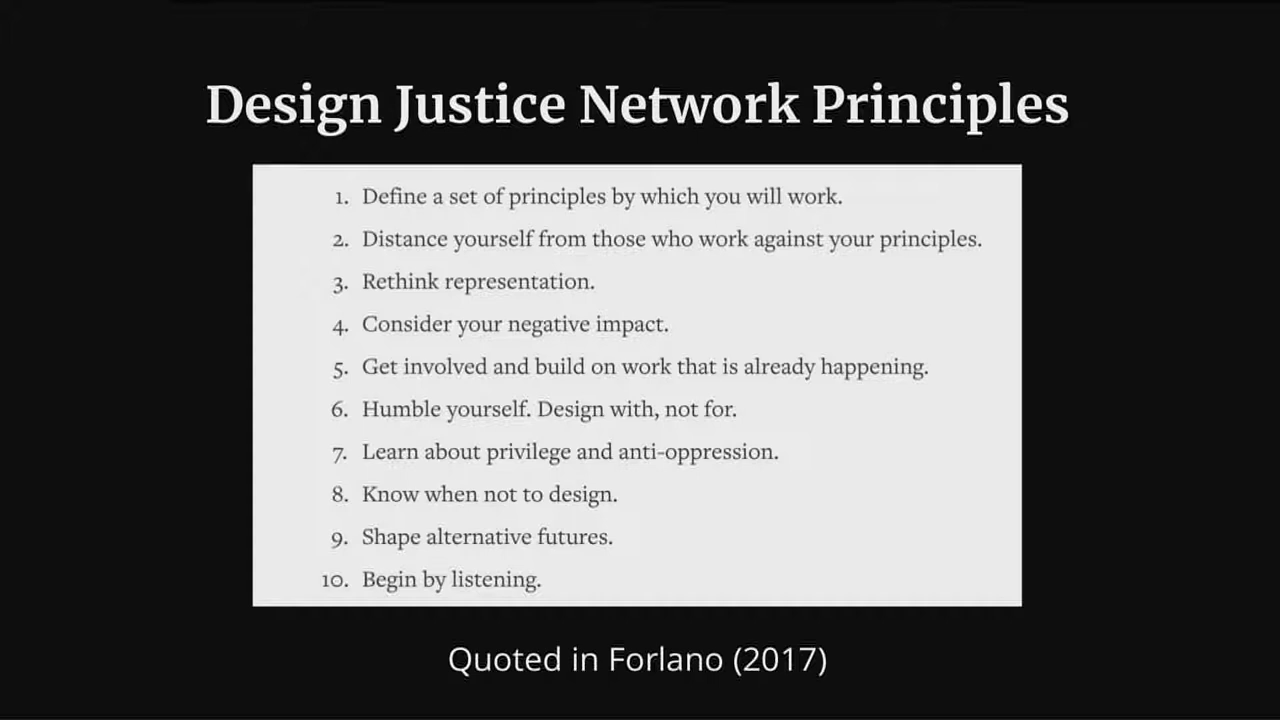 Design Justice Network Principles
1. Define a set of principles by which you will work.
2. Distance yourself from those who work against your principles.
3. Rethink representation.
4. Consider your negative impact.
5. Get involved and build on work that is already happening.
6. Humble yourself. Design with, not for.
7. Learn about privilege and anti-oppression.
8. Know when not to design.
9. Shape alternative futures.
10. Begin by listening.
Quoted in Forlano (2017)